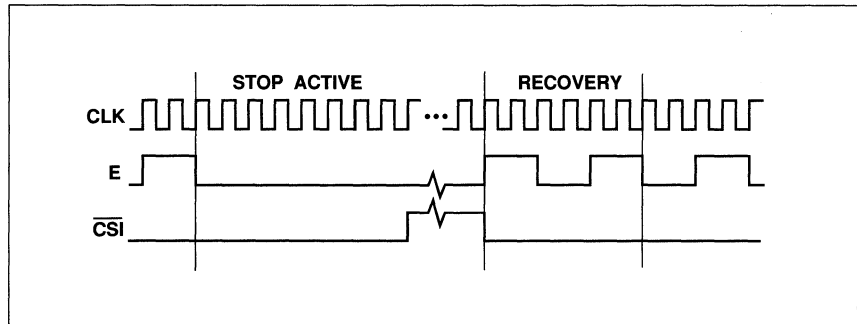 STOP ACTIVE RECOVERY
CLK ...
E
CSI